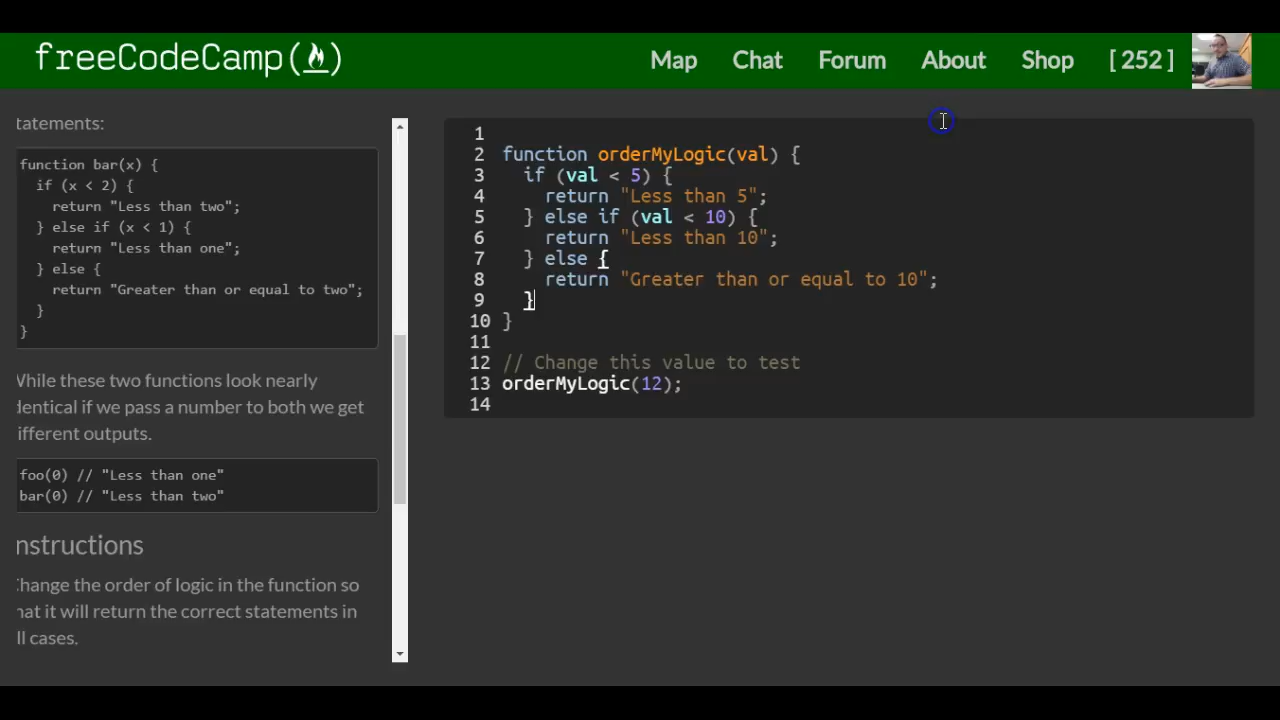 freeCodeCamp(🔥)
Map Chat Forum About Shop [ 252 ]
tatements:
function bar(x) {
if (x < 2) {
return "Less than two";
} else if (x < 1) {
return "Less than one";
} else {
return "Greater than or equal to two";
}
}
While these two functions look nearly
dentical if we pass a number to both we get
ifferent outputs.
foo(0) // "Less than one"
bar(0) // "Less than two"
nstructions
Change the order of logic in the function so
hat it will return the correct statements in
ll cases.
1
2 function orderMyLogic(val) {
3 if (val < 5) {
4 return "Less than 5";
5 } else if (val < 10) {
6 return "Less than 10";
7 } else {
8 return "Greater than or equal to 10";
9 }
10 }
11
12 // Change this value to test
13 orderMyLogic(12);
14